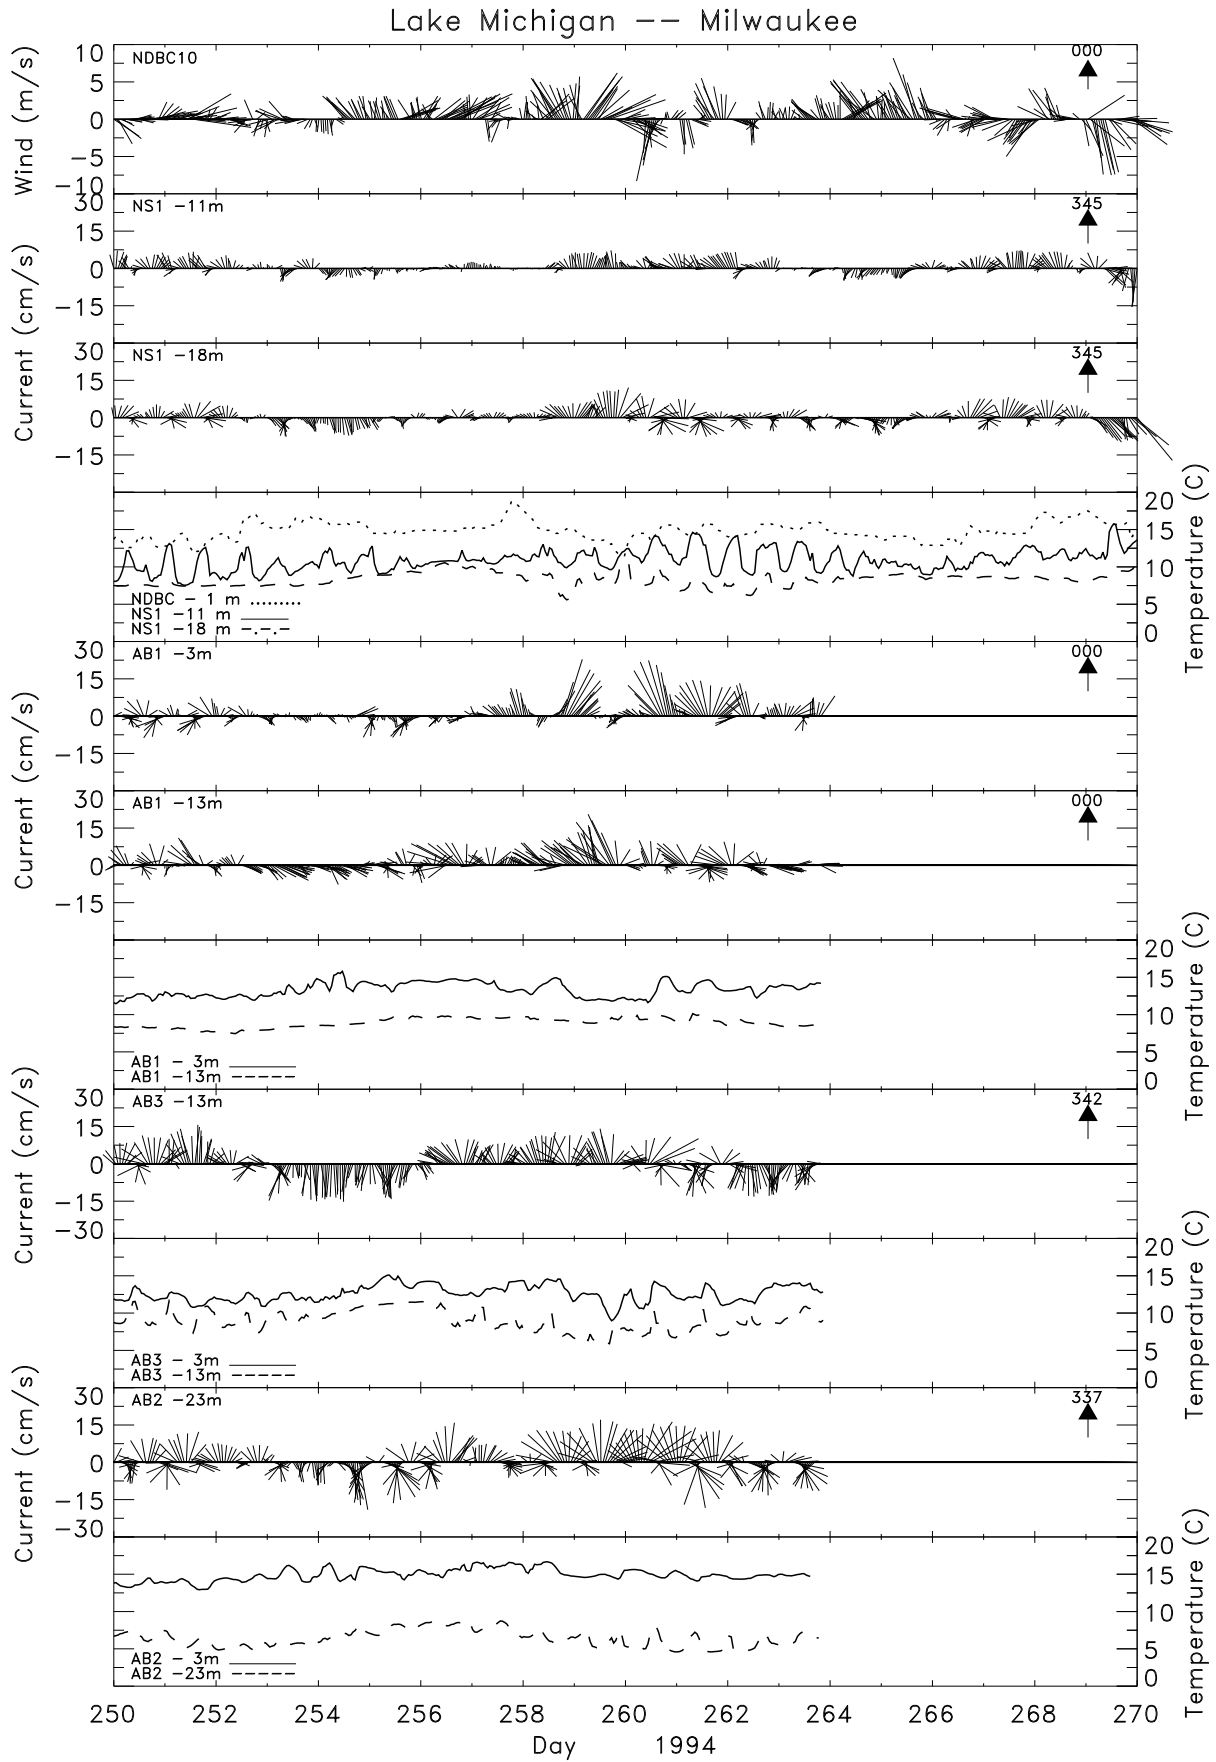 Lake Michigan -- Milwaukee
Wind (m/s)
10
5
0
-5
-10
NDBC10
000
Current (cm/s)
30
15
0
-15
NS1 -11m
345
30
15
0
-15
NS1 -18m
345
Temperature (C)
20
15
10
5
0
NDBC - 1 m ..........
NS1 -11 m
NS1 -18 m -.-.-
Current (cm/s)
30
15
0
-15
AB1 -3m
000
30
15
0
-15
AB1 -13m
000
Temperature (C)
20
15
10
5
0
AB1 - 3m
AB1 -13m ------
Current (cm/s)
30
15
0
-15
-30
AB3 -13m
342
Temperature (C)
20
15
10
5
0
AB3 - 3m
AB3 -13m ------
Current (cm/s)
30
15
0
-15
-30
AB2 -23m
337
Temperature (C)
20
15
10
5
0
AB2 - 3m
AB2 -23m ------
250 252 254 256 258 260 262 264 266 268 270
Day 1994